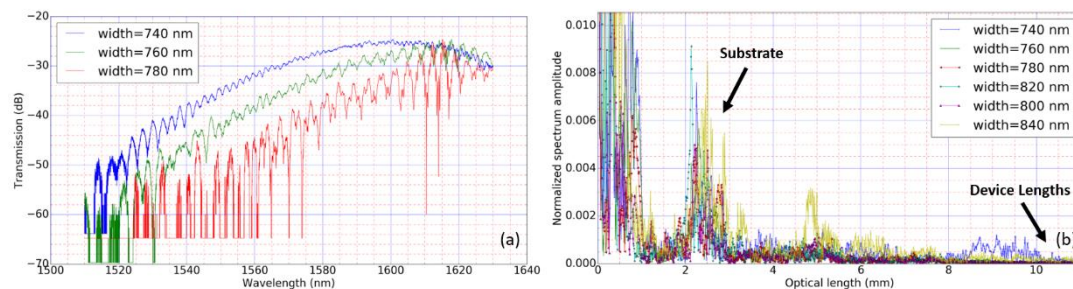 −20
−30
−40
−50
−60
−70
Transmission (dB)
width=740 nm
width=760 nm
width=780 nm
(a)
1500
1520
1540
1560
1580
1600
1620
1640
Wavelength (nm)
0.010
0.008
0.006
0.004
0.002
0.000
Normalized spectrum amplitude
Substrate
width=740 nm
width=760 nm
width=780 nm
width=820 nm
width=800 nm
width=840 nm
Device Lengths
(b)
0
2
4
6
8
10
Optical length (mm)